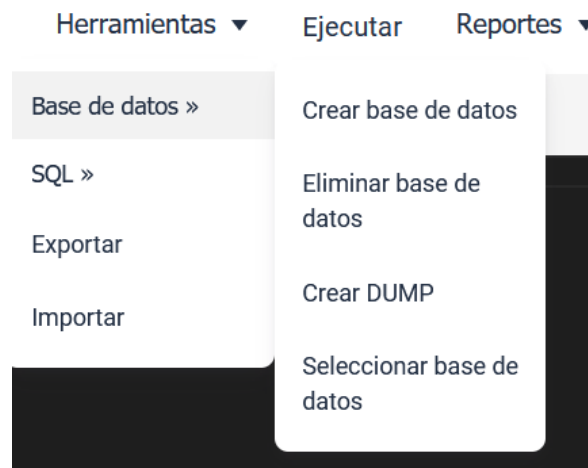 Herramientas ▼
Ejecutar
Reportes ▼
Base de datos »
SQL »
Exportar
Importar
Crear base de datos
Eliminar base de
datos
Crear DUMP
Seleccionar base de
datos